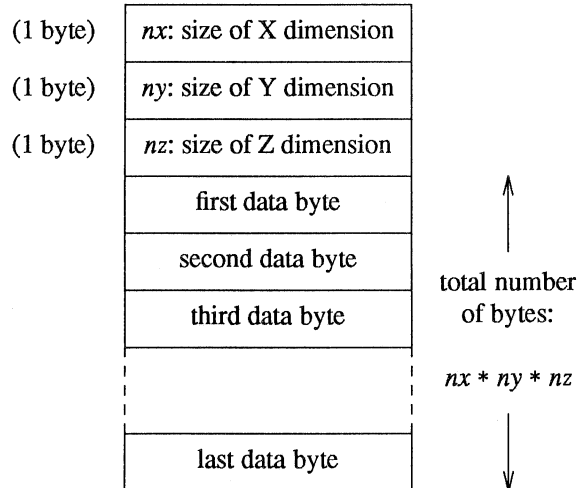 (1 byte) nx: size of X dimension
(1 byte) ny: size of Y dimension
(1 byte) nz: size of Z dimension
first data byte
second data byte
third data byte
total number
of bytes:
nx * ny * nz
last data byte